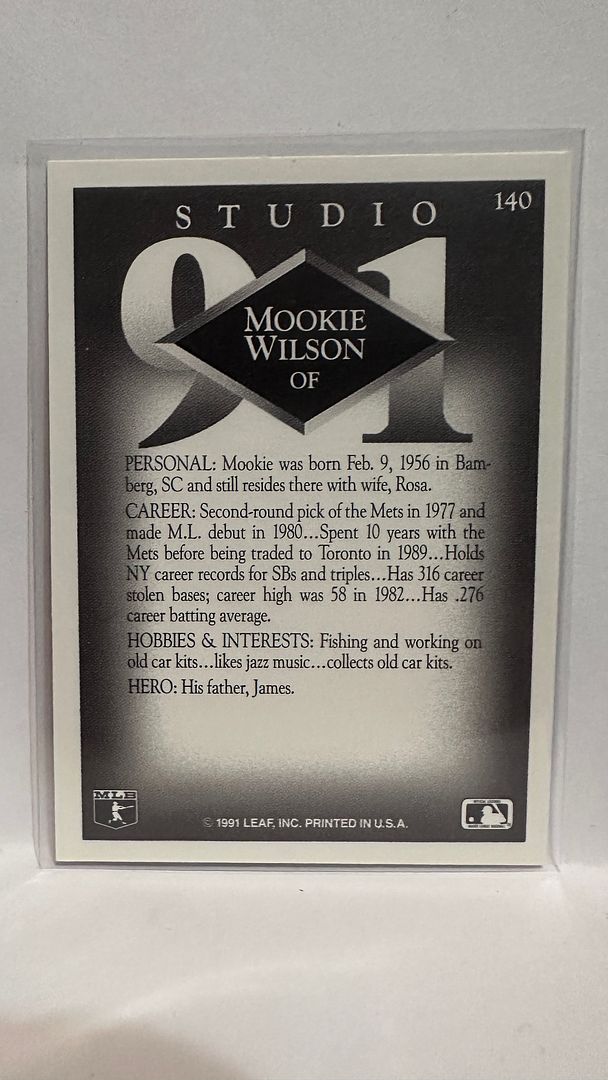 140
STUDIO
91
MOOKIE
WILSON
OF
PERSONAL: Mookie was born Feb. 9, 1956 in Bam-
berg, SC and still resides there with wife, Rosa.
CAREER: Second-round pick of the Mets in 1977 and
made M.L. debut in 1980...Spent 10 years with the
Mets before being traded to Toronto in 1989...Holds
NY career records for SBs and triples...Has 316 career
stolen bases; career high was 58 in 1982...Has .276
career batting average.
HOBBIES & INTERESTS: Fishing and working on
old car kits...likes jazz music...collects old car kits.
HERO: His father, James.
MLB
© 1991 LEAF, INC. PRINTED IN U.S.A.